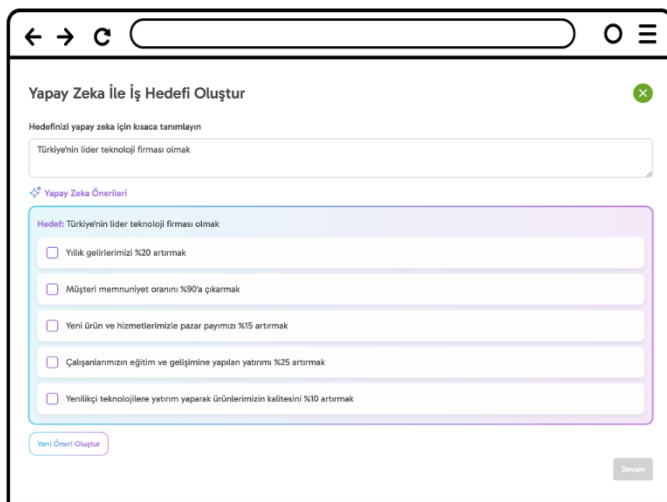 Yapay Zeka İle İş Hedefi Oluştur
Hedefinizi yapay zeka için kısaca tanımlayın
Türkiye'nin lider teknoloji firması olmak
Yapay Zeka Önerileri
Hedef: Türkiye'nin lider teknoloji firması olmak
Yıllık gelirlerimizi %20 artırmak
Müşteri memnuniyet oranını %90'a çıkarmak
Yeni ürün ve hizmetlerimizle pazar payımızı %15 artırmak
Çalışanlarımızın eğitim ve gelişimine yapılan yatırımı %25 artırmak
Yenilikçi teknolojilere yatırım yaparak ürünlerimizin kalitesini %10 artırmak
Yeni Öneri Oluştur
Devam